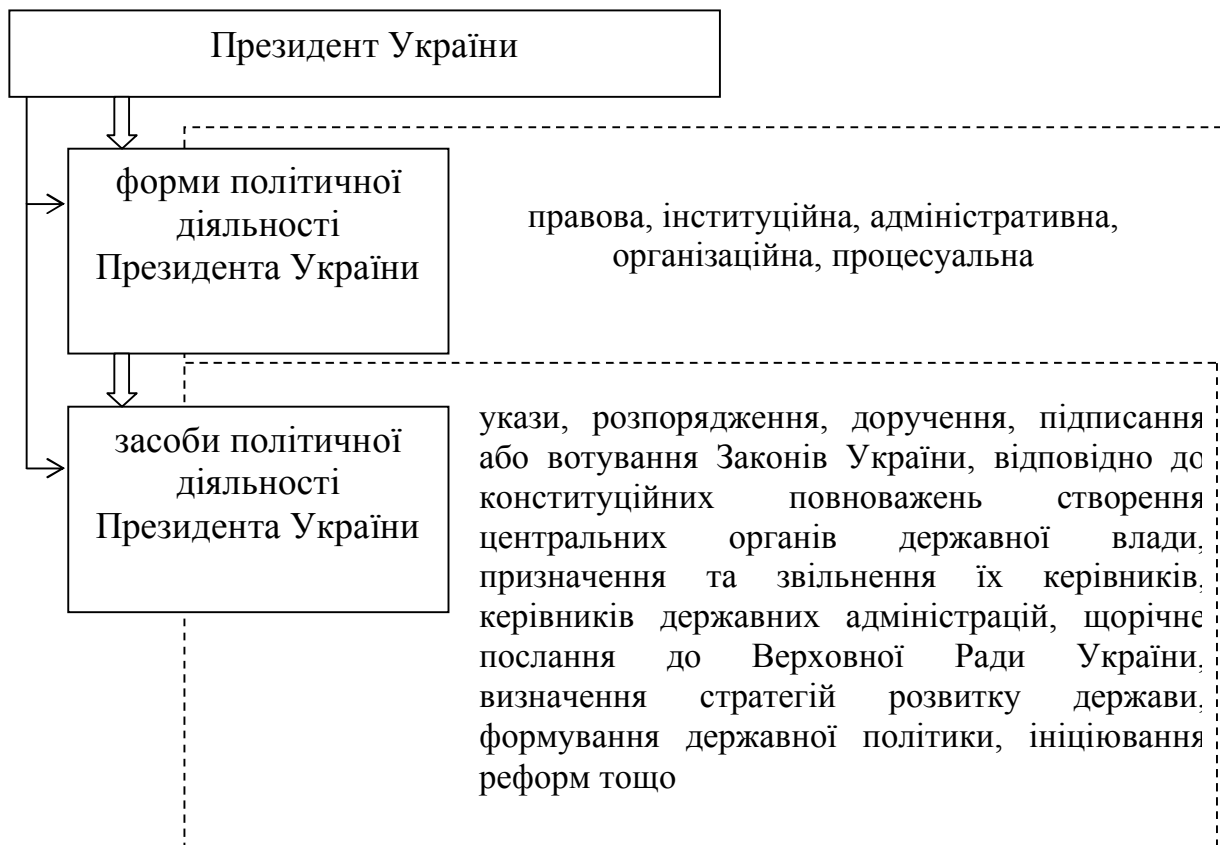 Президент України
форми політичної
діяльності
Президента України
правова, інституційна, адміністративна,
організаційна, процесуальна
засоби політичної
діяльності
Президента України
укази, розпорядження, доручення, підписання
або вотування Законів України, відповідно до
конституційних повноважень створення
центральних органів державної влади,
призначення та звільнення їх керівників,
керівників державних адміністрацій, щорічне
послання до Верховної Ради України,
визначення стратегій розвитку держави,
формування державної політики, ініціювання
реформ тощо